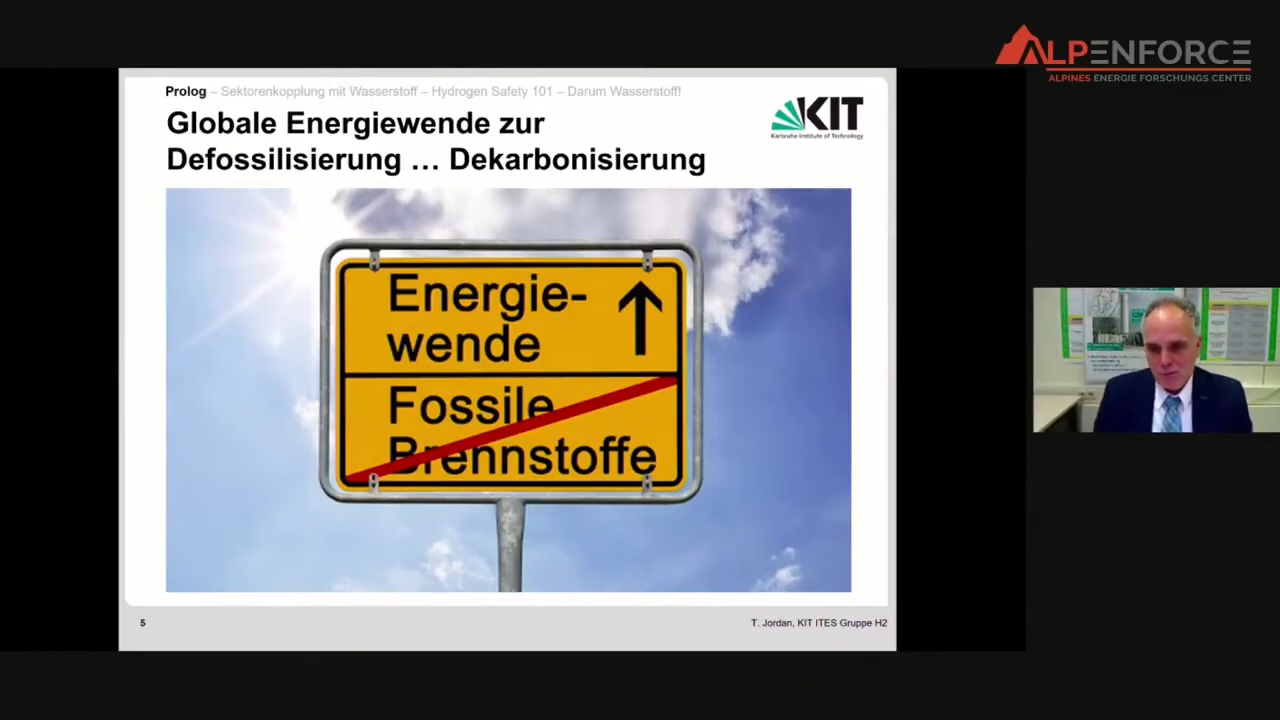 ALPENFORCE
ALPINES ENERGIE FORSCHUNGS CENTER
Prolog – Sektorenkopplung mit Wasserstoff – Hydrogen Safety 101 – Darum Wasserstoff!
Globale Energiewende zur
Defossilisierung … Dekarbonisierung
KIT
Karlsruhe Institute of Technology
Energie-
wende
Fossile
Brennstoffe
5
T. Jordan, KIT ITES Gruppe H2